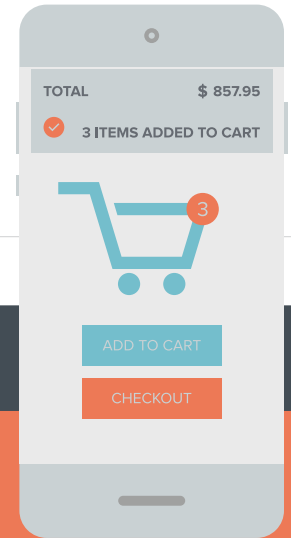 TOTAL $ 857.95
3 ITEMS ADDED TO CART
3
ADD TO CART
CHECKOUT